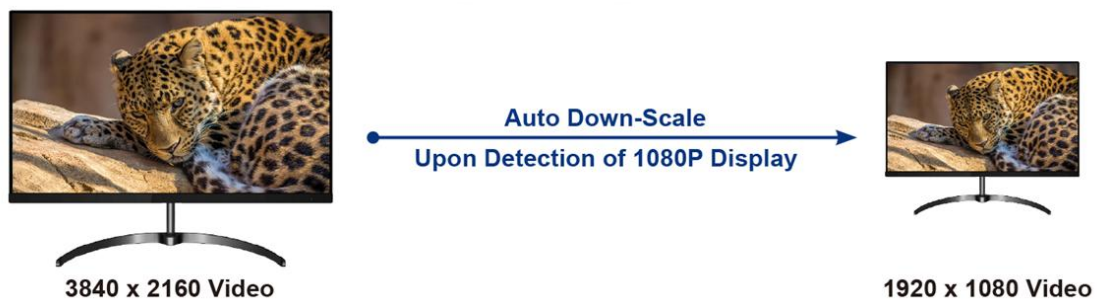 Auto Down-Scale
Upon Detection of 1080P Display
3840 x 2160 Video
1920 x 1080 Video